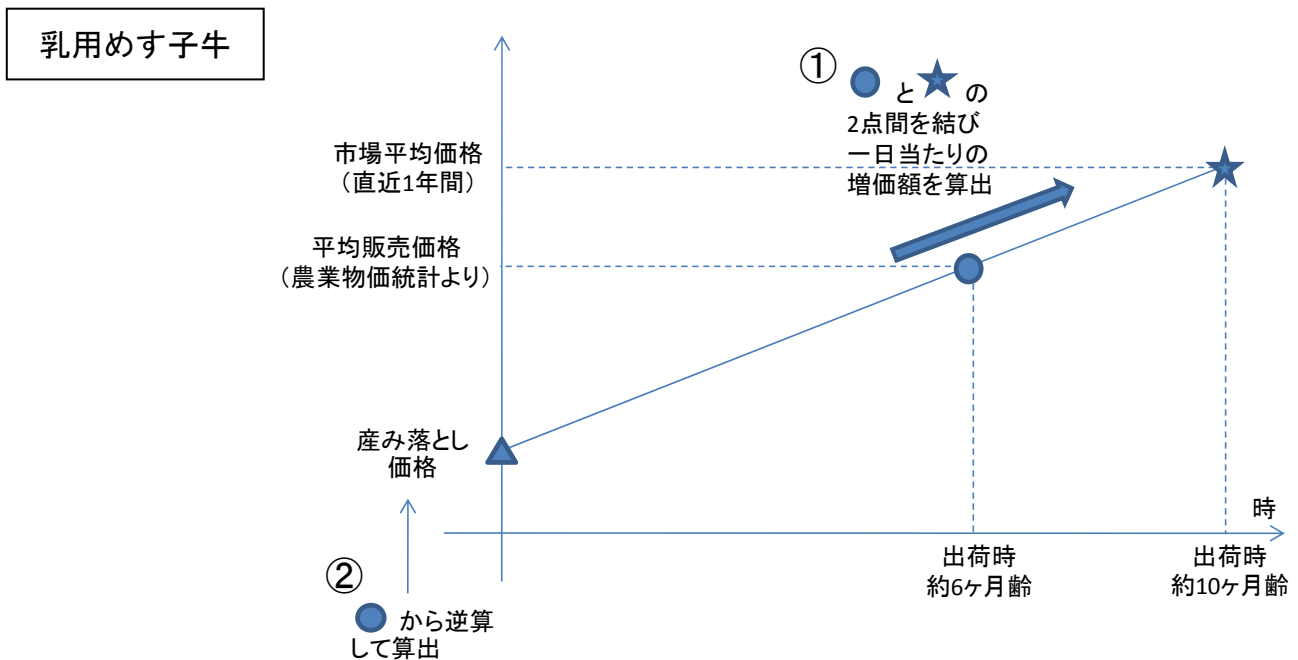 乳用めす子牛
①
と の
2点間を結び
一日当たりの
増価額を算出
市場平均価格
（直近1年間）
平均販売価格
（農業物価統計より）
産み落とし
価格
時
出荷時
約6ヶ月齢
出荷時
約10ヶ月齢
②
から逆算
して算出